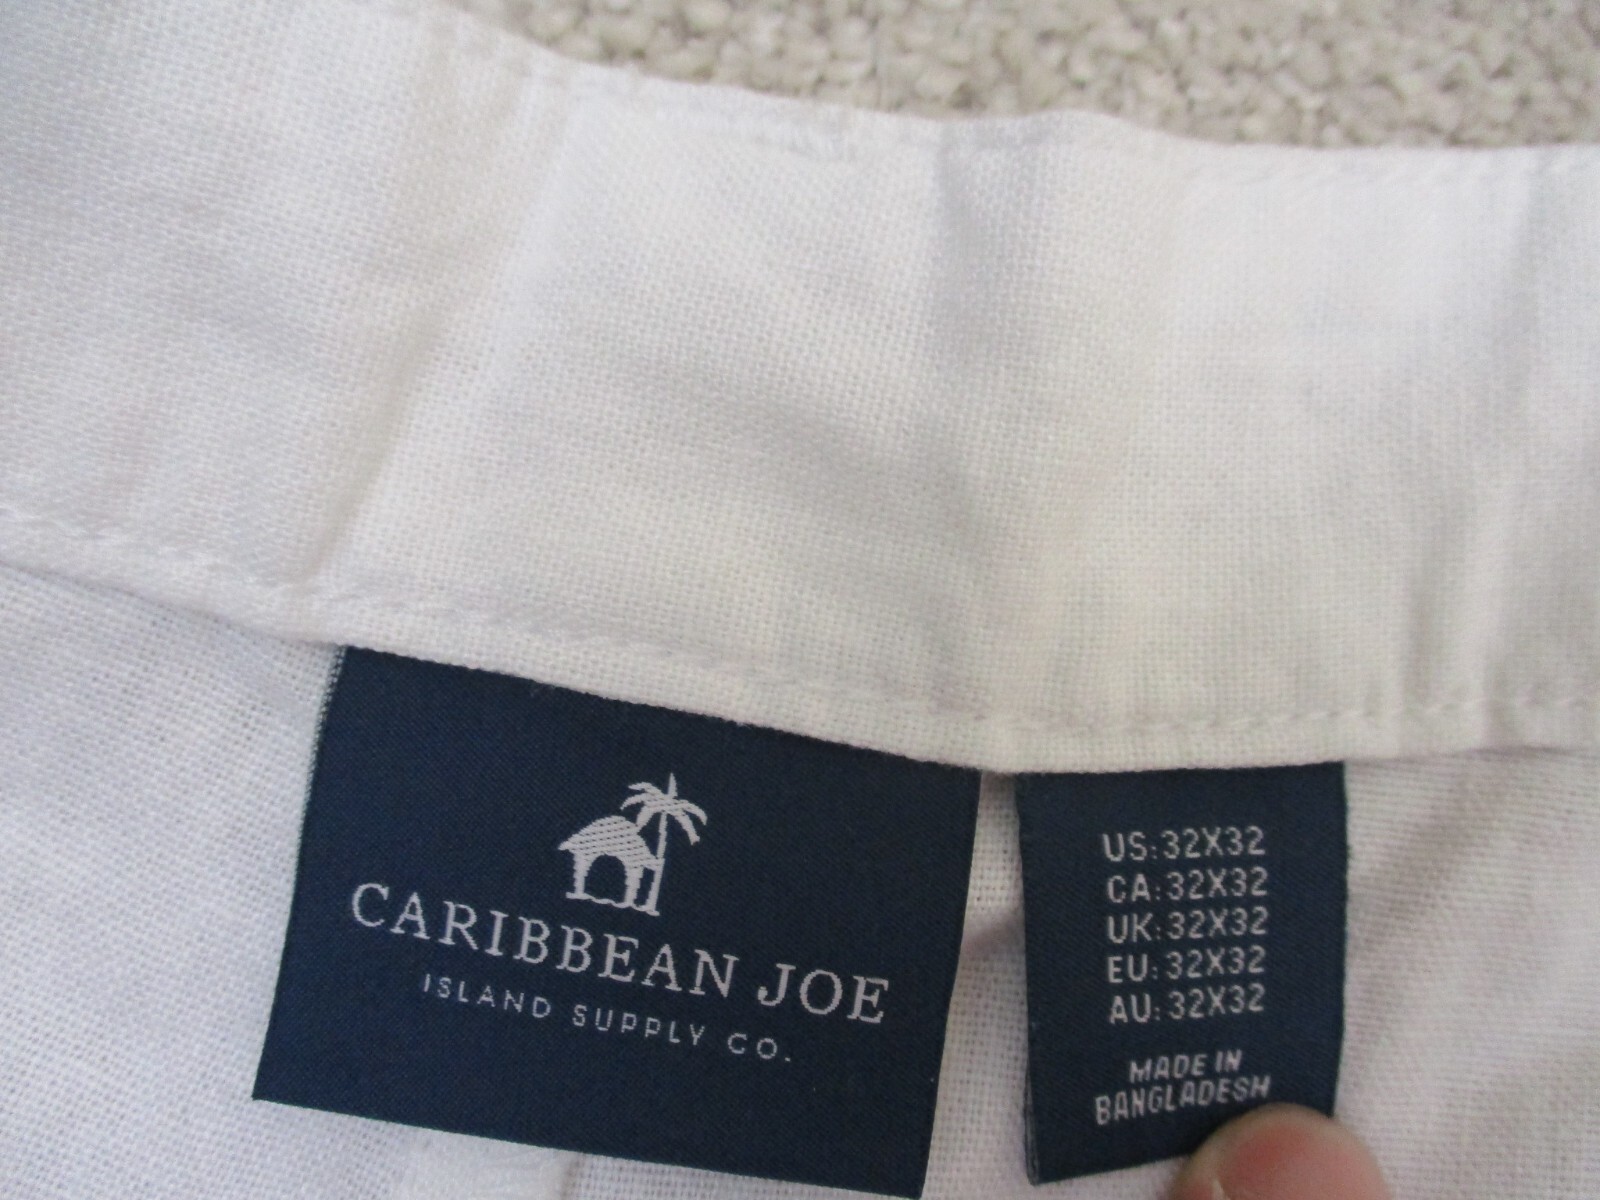 CARIBBEAN JOE
ISLAND SUPPLY CO.
US:32X32
CA:32X32
UK:32X32
EU:32X32
AU:32X32
MADE IN
BANGLADESH